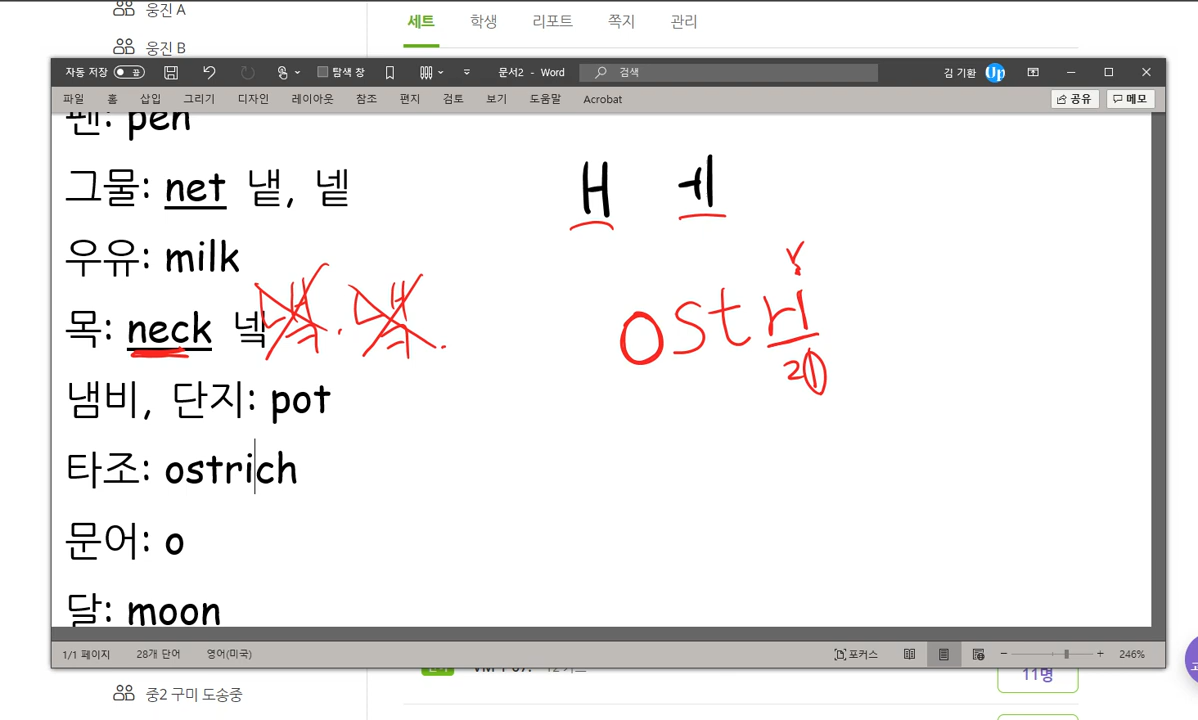 웅진 A
세트 학생 리포트 쪽지 관리
웅진 B
자동 저장 끔 탐색 창 문서2 - Word 검색 김 기환 Up
파일 홈 삽입 그리기 디자인 레이아웃 참조 편지 검토 보기 도움말 Acrobat 공유 메모
펜: pen
그물: net 냍, 넽 ㅐ ㅔ
우유: milk
목: neck 넼 ostri
냄비, 단지: pot
타조: ostrich
문어: o
달: moon
1/1 페이지 28개 단어 영어(미국) 포커스 246%
11명
중2 구미 도송중